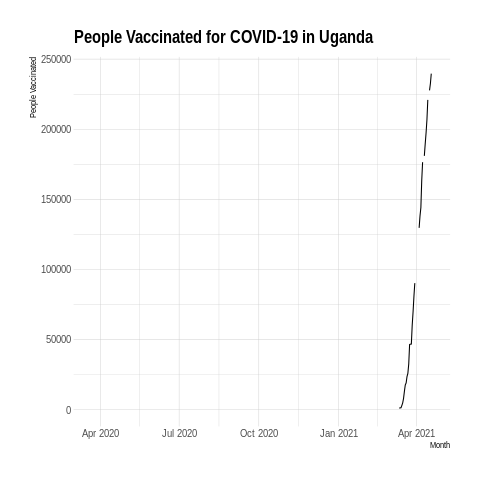 People Vaccinated for COVID-19 in Uganda
People Vaccinated
250000
200000
150000
100000
50000
0
Apr 2020 Jul 2020 Oct 2020 Jan 2021 Apr 2021
Month